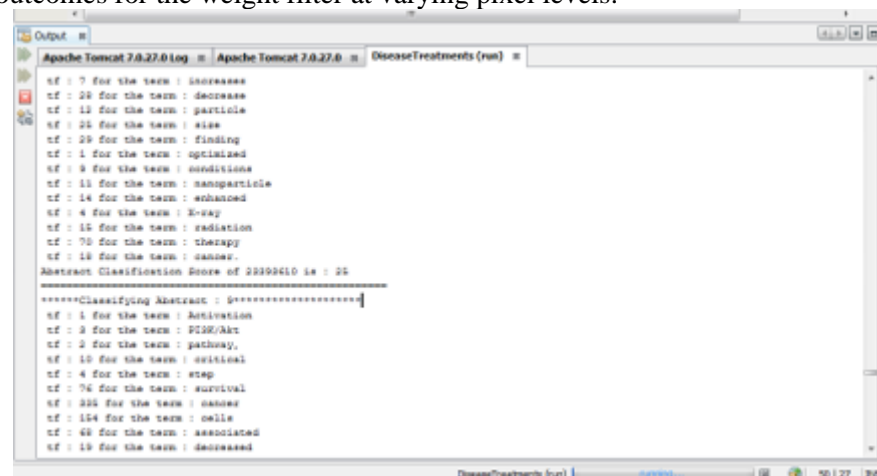 outcomes for the weight filter at varying pixel levels.
Output
Apache Tomcat 7.0.27.0 Log Apache Tomcat 7.0.27.0 DiseaseTreatments (run)
tf : 7 for the term : increases
tf : 28 for the term : decrease
tf : 12 for the term : particle
tf : 25 for the term : size
tf : 29 for the term : finding
tf : 1 for the term : optimized
tf : 9 for the term : conditions
tf : 11 for the term : nanoparticle
tf : 14 for the term : enhanced
tf : 4 for the term : X-ray
tf : 15 for the term : radiation
tf : 70 for the term : therapy
tf : 18 for the term : cancer.
Abstract Classification Score of is : 25
******Classifying Abstract : 9********************
tf : 1 for the term : Activation
tf : 3 for the term : PI3K/Akt
tf : 2 for the term : pathway,
tf : 10 for the term : critical
tf : 4 for the term : step
tf : 76 for the term : survival
tf : 335 for the term : cancer
tf : 154 for the term : cells
tf : 68 for the term : associated
tf : 19 for the term : decreased
DiseaseTreatments (run) running... 50 | 27